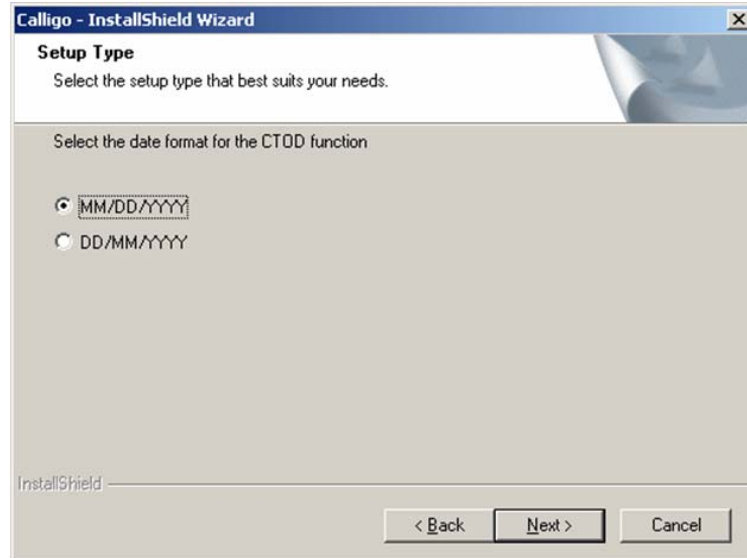 Calligo - InstallShield Wizard
Setup Type
Select the setup type that best suits your needs.
Select the date format for the CTOD function
MM/DD/YYYY
DD/MM/YYYY
InstallShield
< Back
Next >
Cancel